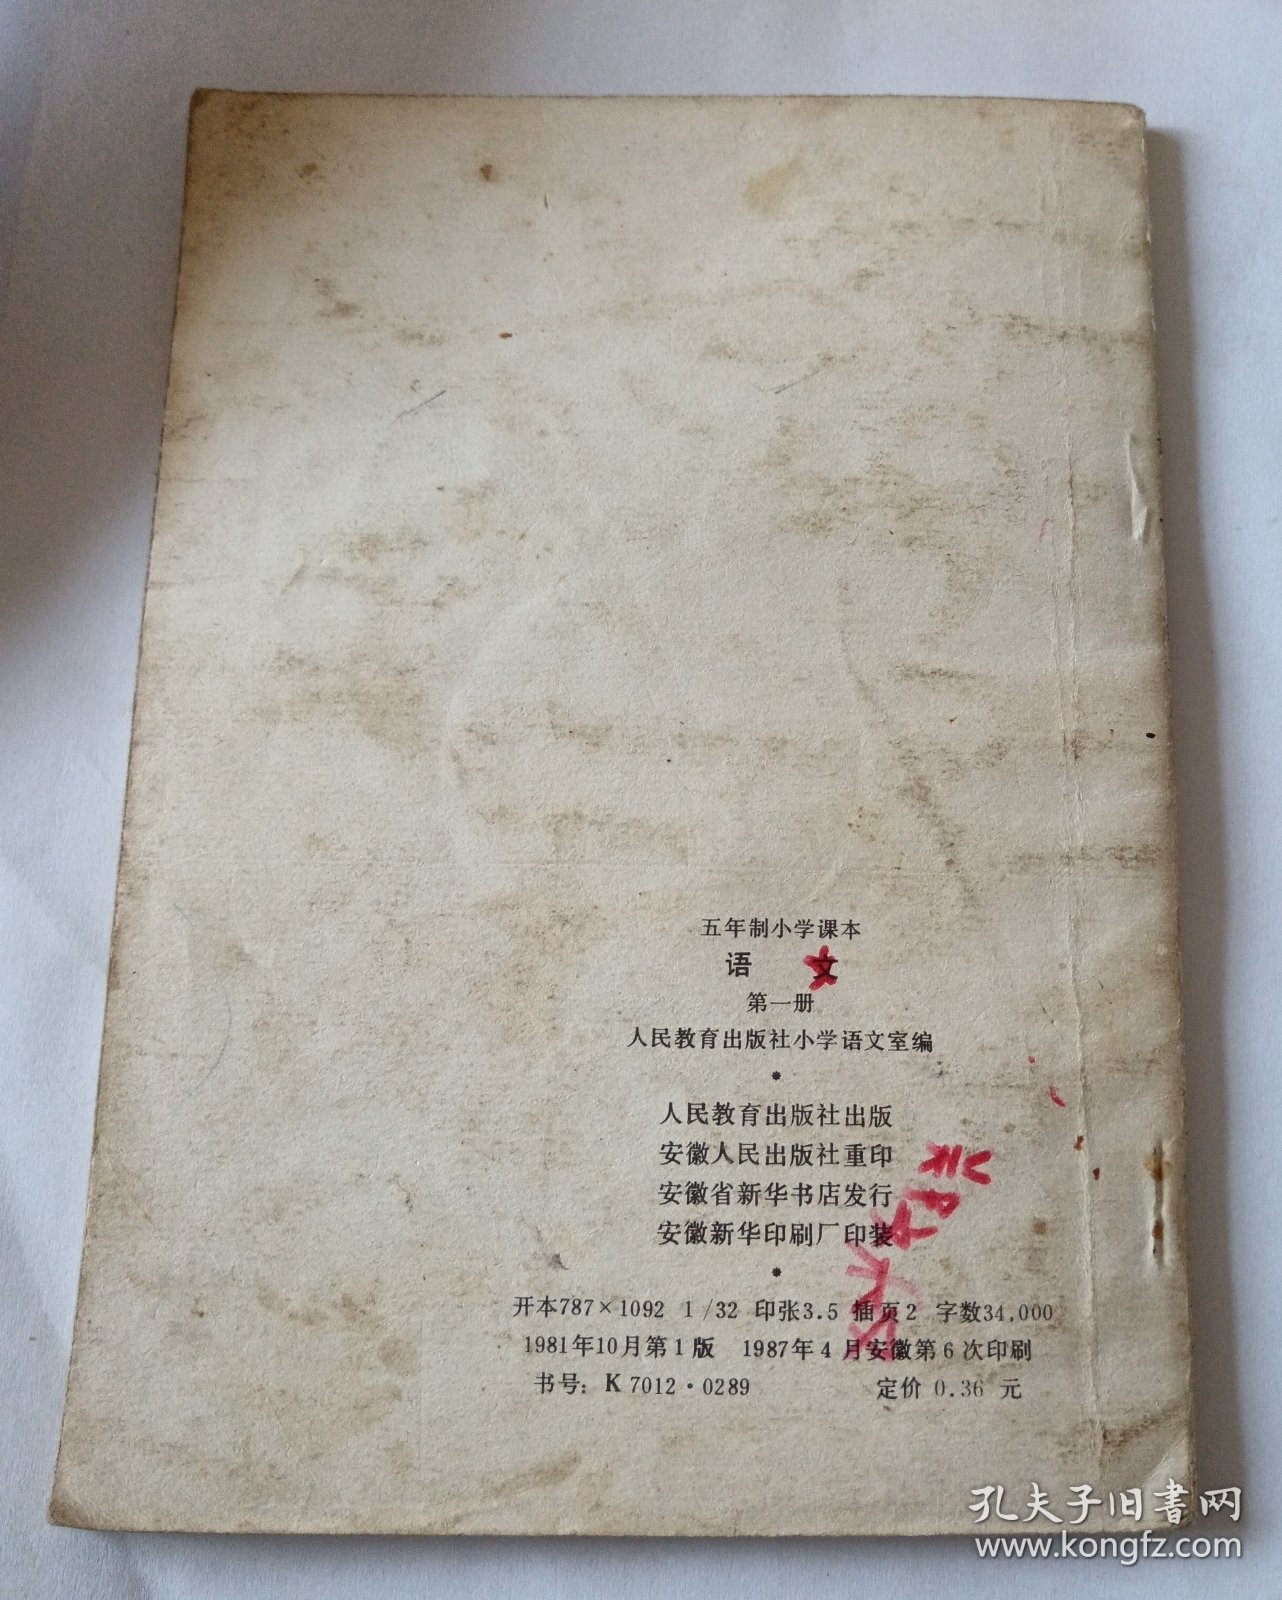 五年制小学课本
语 文
第一册
人民教育出版社小学语文室编
*
人民教育出版社出版
安徽人民出版社重印
安徽省新华书店发行
安徽新华印刷厂印装
*
开本787×1092 1/32 印张3.5 插页2 字数34,000
1981年10月第1版 1987年4月安徽第6次印刷
书号：K 7012·0289 定价 0.36 元
孔夫子旧書网
www.kongfz.com